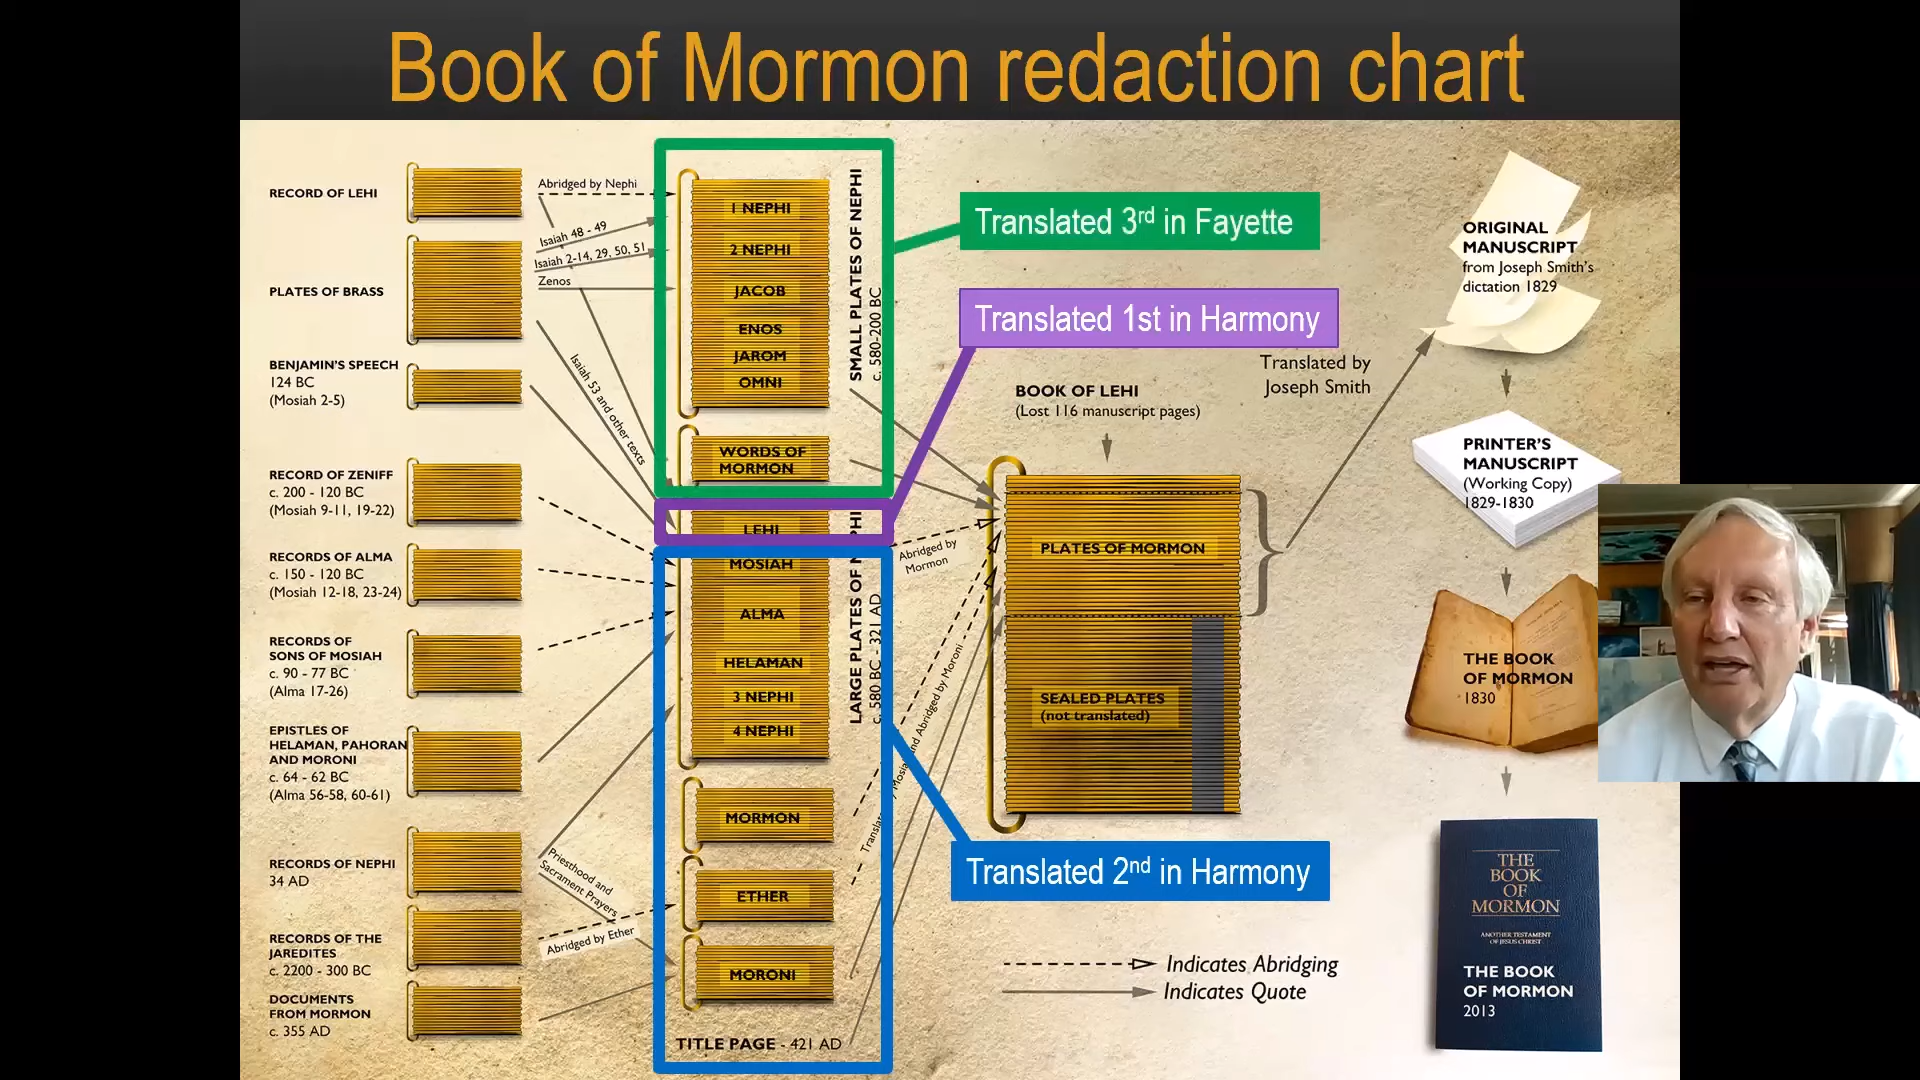 Book of Mormon redaction chart
RECORD OF LEHI
PLATES OF BRASS
BENJAMIN'S SPEECH
124 BC
(Mosiah 2-5)
RECORD OF ZENIFF
c. 200 - 120 BC
(Mosiah 9-11, 19-22)
RECORDS OF ALMA
c. 150 - 120 BC
(Mosiah 12-18, 23-24)
RECORDS OF
SONS OF MOSIAH
c. 90 - 77 BC
(Alma 17-26)
EPISTLES OF
HELAMAN, PAHORAN
AND MORONI
c. 64 - 62 BC
(Alma 56-58, 60-61)
RECORDS OF NEPHI
34 AD
RECORDS OF THE
JAREDITES
c. 2200 - 300 BC
DOCUMENTS
FROM MORMON
c. 355 AD
Abridged by Nephi
Isaiah 48 - 49
Isaiah 2-14, 29, 50, 51
Zenos
Isaiah 53 and other texts
Priesthood and
Sacrament Prayers
Abridged by Ether
1 NEPHI
2 NEPHI
JACOB
ENOS
JAROM
OMNI
WORDS OF
MORMON
LEHI
MOSIAH
ALMA
HELAMAN
3 NEPHI
4 NEPHI
MORMON
ETHER
MORONI
TITLE PAGE - 421 AD
SMALL PLATES OF NEPHI
c. 580-200 BC
LARGE PLATES OF NEPHI
c. 580 BC - 321 AD
Translated 3rd in Fayette
Translated 1st in Harmony
Translated 2nd in Harmony
Abridged by
Mormon
and Abridged by Moroni
BOOK OF LEHI
(Lost 116 manuscript pages)
Translated by
Joseph Smith
PLATES OF MORMON
SEALED PLATES
(not translated)
Indicates Abridging
Indicates Quote
ORIGINAL
MANUSCRIPT
from Joseph Smith's
dictation 1829
PRINTER'S
MANUSCRIPT
(Working Copy)
1829-1830
THE BOOK
OF MORMON
1830
THE
BOOK
OF
MORMON
ANOTHER TESTAMENT
OF JESUS CHRIST
THE BOOK
OF MORMON
2013